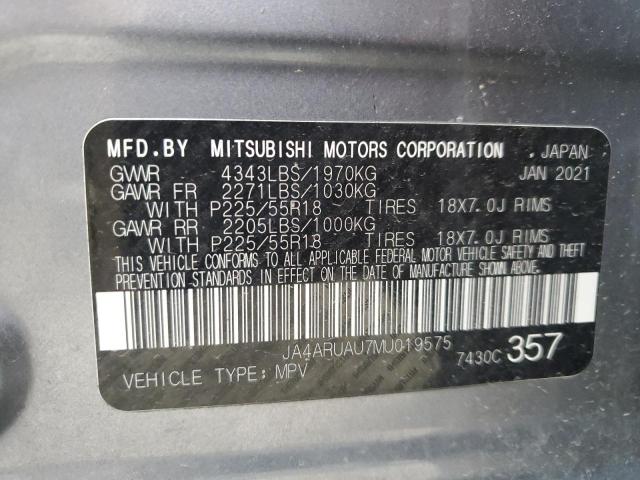 MFD.BY MITSUBISHI MOTORS CORPORATION . JAPAN
GVWR 4343LBS/1970KG JAN 2021
GAWR FR 2271LBS/1030KG
WITH P225/55R18 TIRES 18X7.0J RIMS
GAWR RR 2205LBS/1000KG
WITH P225/55R18 TIRES 18X7.0J RIMS
THIS VEHICLE CONFORMS TO ALL APPLICABLE FEDERAL MOTOR VEHICLE SAFETY AND THEFT
PREVENTION STANDARDS IN EFFECT ON THE DATE OF MANUFACTURE SHOWN ABOVE.
JA4ARUAU7MU019575 7430C 357
VEHICLE TYPE: MPV